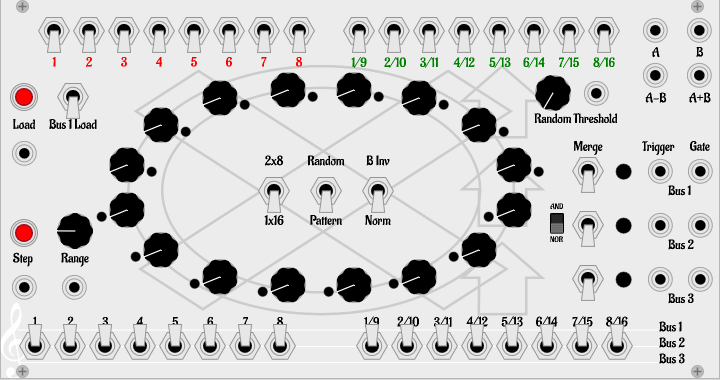 1 2 3 4 5 6 7 8 1/9 2/10 3/11 4/12 5/13 6/14 7/15 8/16
A B
A-B A+B
Load Bus 1 Load
Random Threshold
Merge Trigger Gate
2x8 Random B Inv
Bus 1
AND
1x16 Pattern Norm
NOR
Bus 2
Step Range
Bus 3
1 2 3 4 5 6 7 8 1/9 2/10 3/11 4/12 5/13 6/14 7/15 8/16
Bus 1
Bus 2
Bus 3